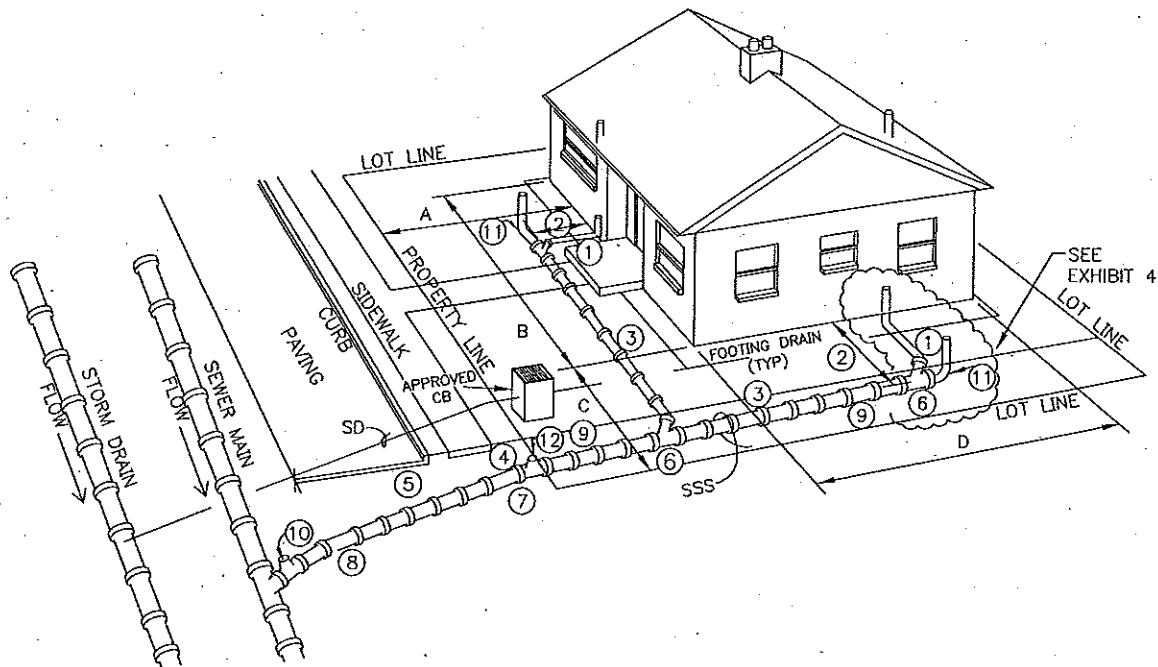 LOT LINE
A
11
2
1
SEE
EXHIBIT 4
LOT LINE
PROPERTY LINE
SIDEWALK
CURB
PAVING
B
3
FOOTING DRAIN
(TYP)
2
1
APPROVED
CB
3
11
SEWER MAIN
FLOW
STORM DRAIN
FLOW
SD
C
9
9
6
LOT LINE
12
4
6
D
5
7
SSS
10
8